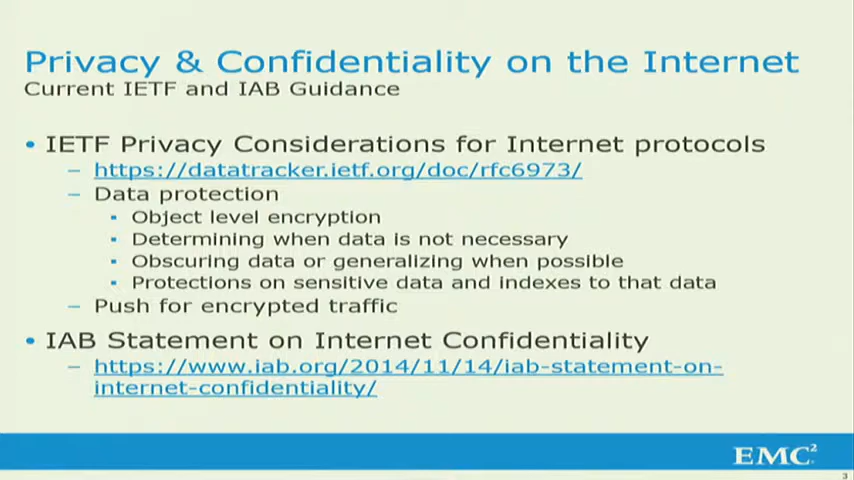 Privacy & Confidentiality on the Internet
Current IETF and IAB Guidance
• IETF Privacy Considerations for Internet protocols
– https://datatracker.ietf.org/doc/rfc6973/
– Data protection
▪ Object level encryption
▪ Determining when data is not necessary
▪ Obscuring data or generalizing when possible
▪ Protections on sensitive data and indexes to that data
– Push for encrypted traffic
• IAB Statement on Internet Confidentiality
– https://www.iab.org/2014/11/14/iab-statement-on-
internet-confidentiality/
EMC²
3